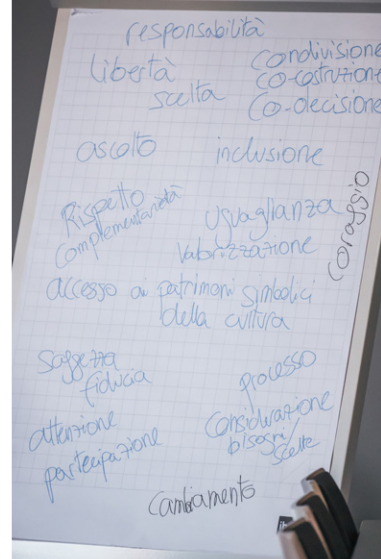 responsabilità
libertà
condivisione
co-costruzione
scelta
co-decisione
ascolto
inclusione
Rispetto
complementarietà
uguaglianza
valorizzazione
coraggio
accesso ai patrimoni simbolici
della cultura
saggezza
fiducia
processo
attenzione
considerazione
bisogni/
scelte
partecipazione
cambiamento